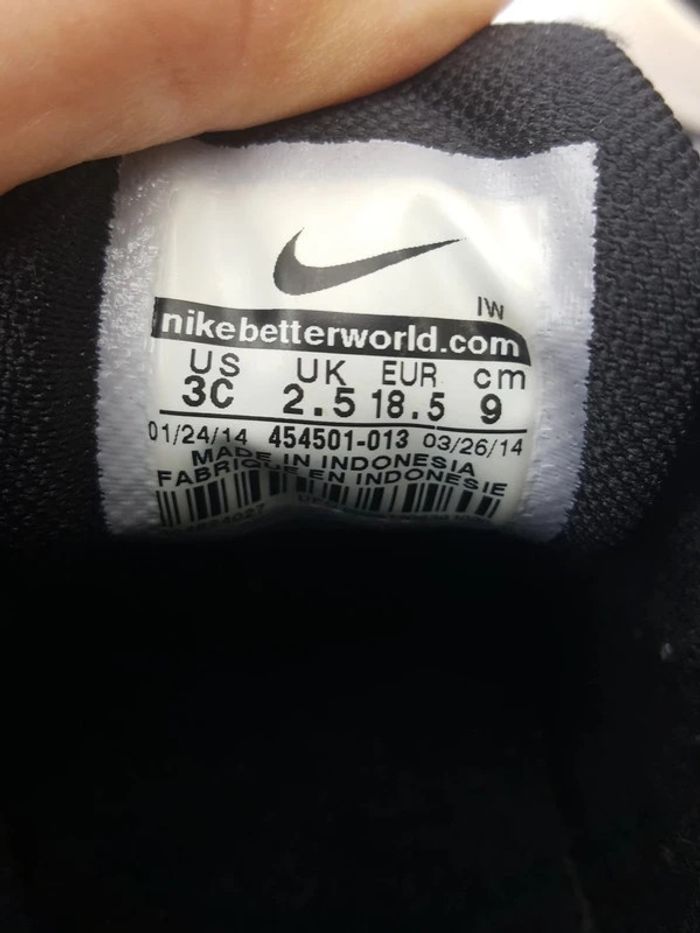 IW
nikebetterworld.com
US UK EUR cm
3C 2.5 18.5 9
01/24/14 454501-013 03/26/14
MADE IN INDONESIA
FABRIQUE EN INDONESIE